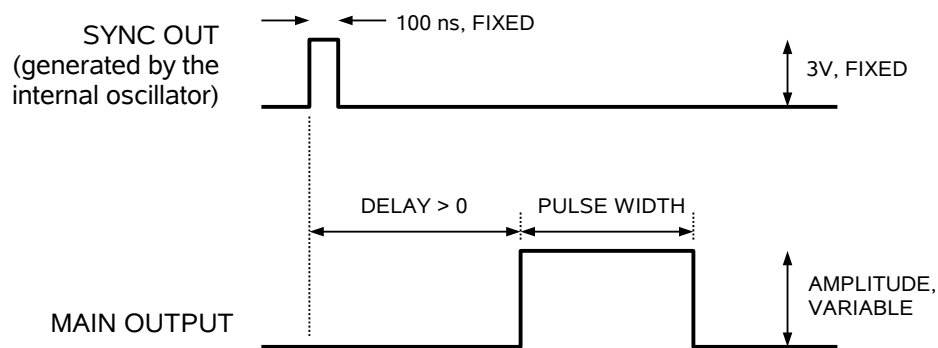 100 ns, FIXED
SYNC OUT
(generated by the
internal oscillator)
3V, FIXED
DELAY > 0
PULSE WIDTH
AMPLITUDE,
VARIABLE
MAIN OUTPUT